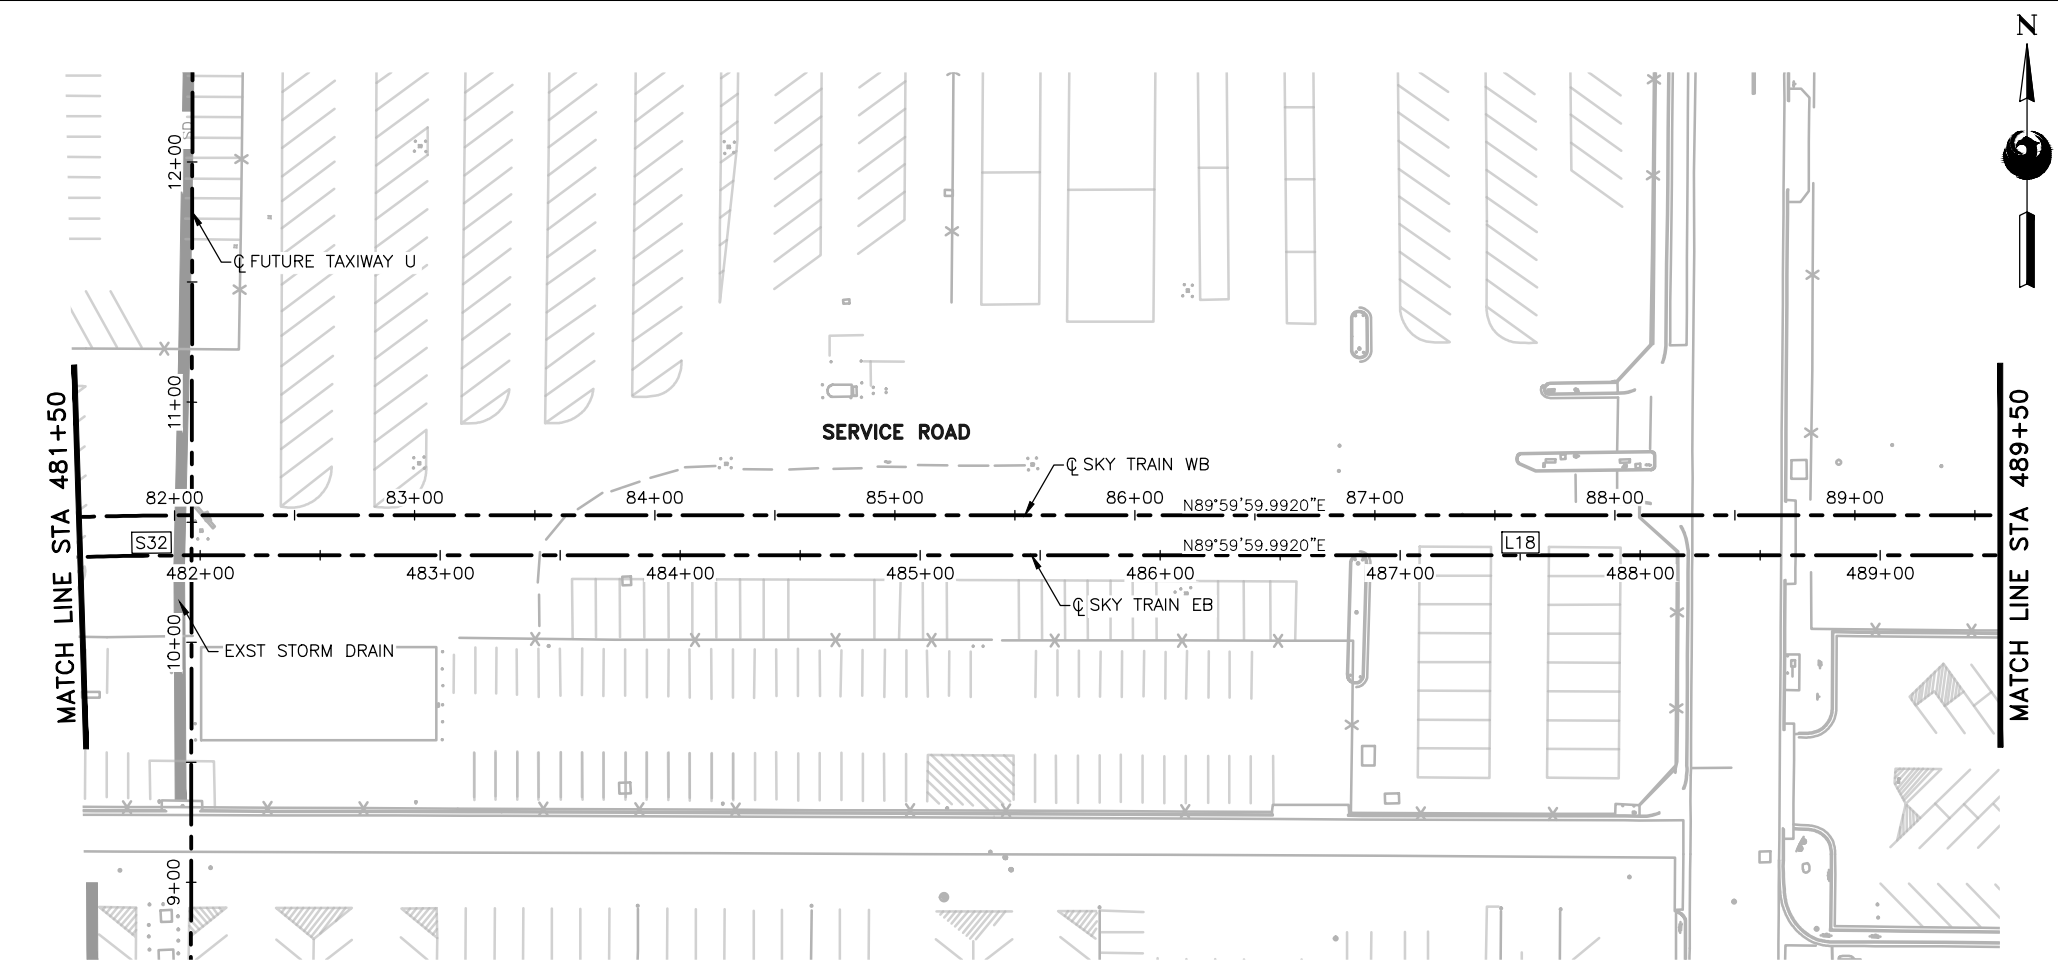 N
12+00
SD
℄ FUTURE TAXIWAY U
11+00
MATCH LINE STA 481+50
MATCH LINE STA 489+50
SERVICE ROAD
℄ SKY TRAIN WB
82+00 83+00 84+00 85+00 86+00 87+00 88+00 89+00
N89°59'59.9920"E
S32
N89°59'59.9920"E
L18
482+00 483+00 484+00 485+00 486+00 487+00 488+00 489+00
℄ SKY TRAIN EB
10+00
EXST STORM DRAIN
9+00